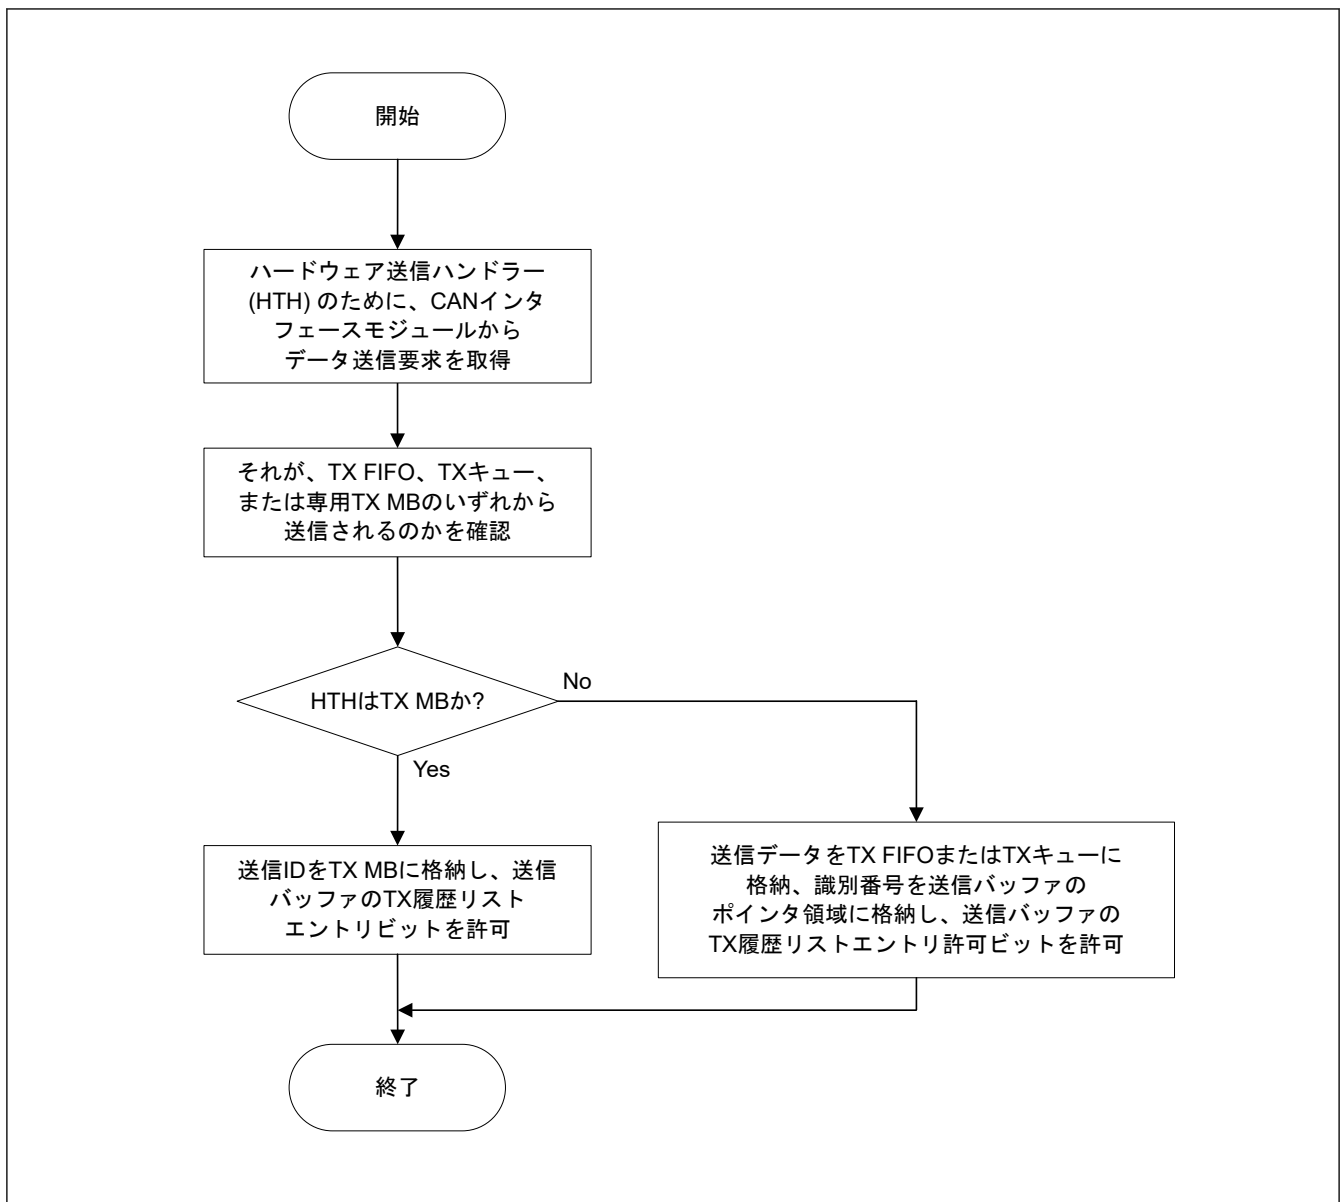 開始
ハードウェア送信ハンドラー
(HTH) のために、CANインタ
フェースモジュールから
データ送信要求を取得
それが、TX FIFO、TXキュー、
または専用TX MBのいずれから
送信されるのかを確認
HTHはTX MBか?
No
Yes
送信IDをTX MBに格納し、送信
バッファのTX履歴リスト
エントリビットを許可
送信データをTX FIFOまたはTXキューに
格納、識別番号を送信バッファの
ポインタ領域に格納し、送信バッファの
TX履歴リストエントリ許可ビットを許可
終了